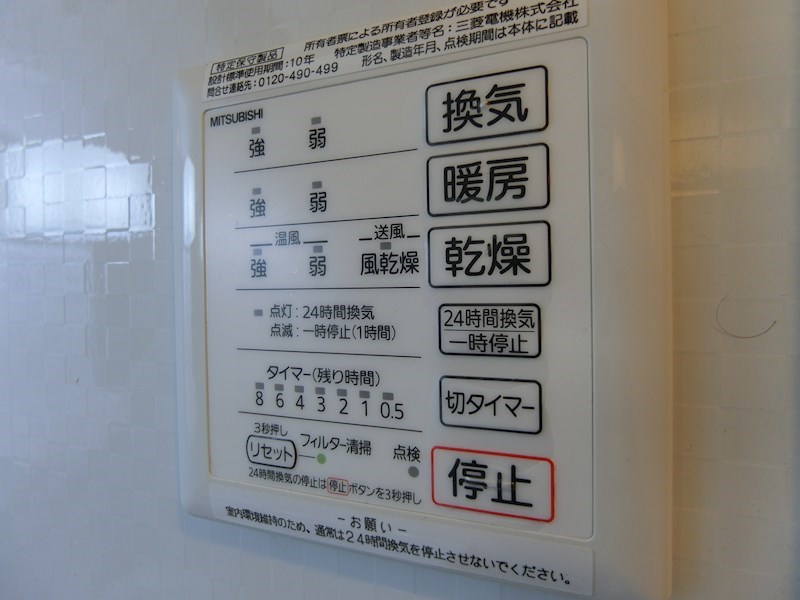 特定保守製品 所有者票による所有者登録が必要です
設計標準使用期間：10年 特定製造事業者等名：三菱電機株式会社
問合せ連絡先：0120-490-499 形名、製造年月、点検期間は本体に記載
MITSUBISHI
強 弱 換気
強 弱 暖房
温風 送風
強 弱 風乾燥 乾燥
点灯：24時間換気
点滅：一時停止(1時間)
24時間換気
一時停止
タイマー(残り時間)
8 6 4 3 2 1 0.5
切タイマー
3秒押し
リセット フィルター清掃 点検
24時間換気の停止は停止ボタンを3秒押し
停止
－お願い－
室内環境維持のため、通常は24時間換気を停止させないでください。